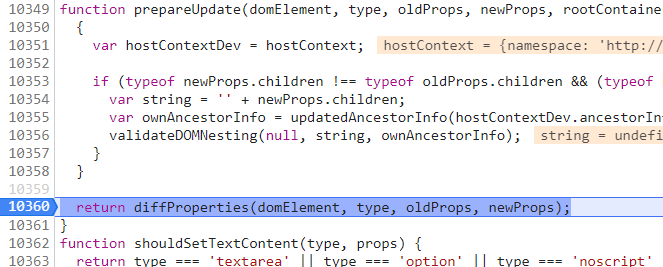 10349 function prepareUpdate(domElement, type, oldProps, newProps, rootContaine
10350 {
10351 var hostContextDev = hostContext; hostContext = {namespace: 'http://
10352
10353 if (typeof newProps.children !== typeof oldProps.children && (typeof
10354 var string = '' + newProps.children;
10355 var ownAncestorInfo = updatedAncestorInfo(hostContextDev.ancestorIn
10356 validateDOMNesting(null, string, ownAncestorInfo); string = undefi
10357 }
10358 }
10359
10360 return diffProperties(domElement, type, oldProps, newProps);
10361 }
10362 function shouldSetTextContent(type, props) {
10363 return type === 'textarea' || type === 'option' || type === 'noscript'